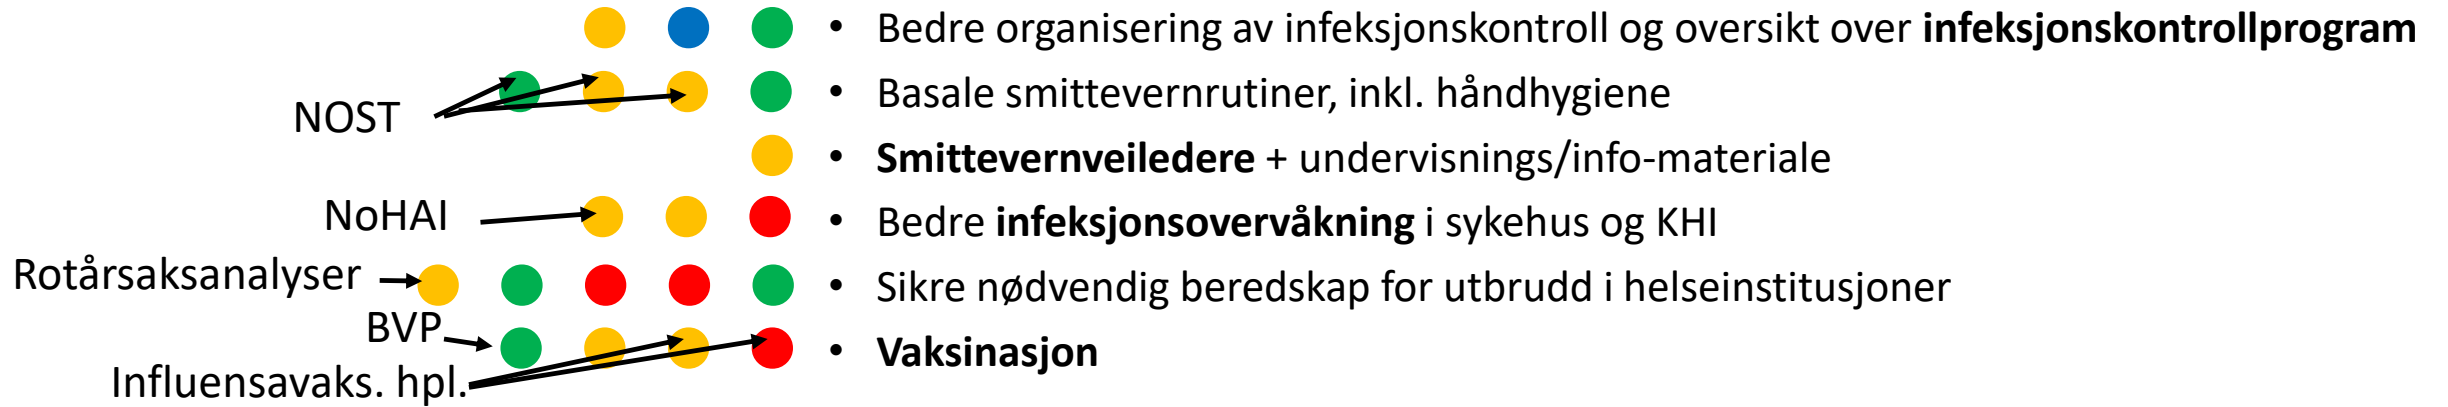 • Bedre organisering av infeksjonskontroll og oversikt over infeksjonskontrollprogram
NOST
• Basale smittevernrutiner, inkl. håndhygiene
• Smittevernveiledere + undervisnings/info-materiale
NoHAI
• Bedre infeksjonsovervåkning i sykehus og KHI
Rotårsaksanalyser
• Sikre nødvendig beredskap for utbrudd i helseinstitusjoner
BVP
• Vaksinasjon
Influensavaks. hpl.